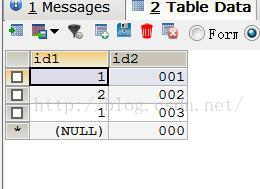 1 Messages 2 Table Data
Form
id1 id2
1 001
2 002
1 003
* (NULL) 000
http://blog.csdn.net/